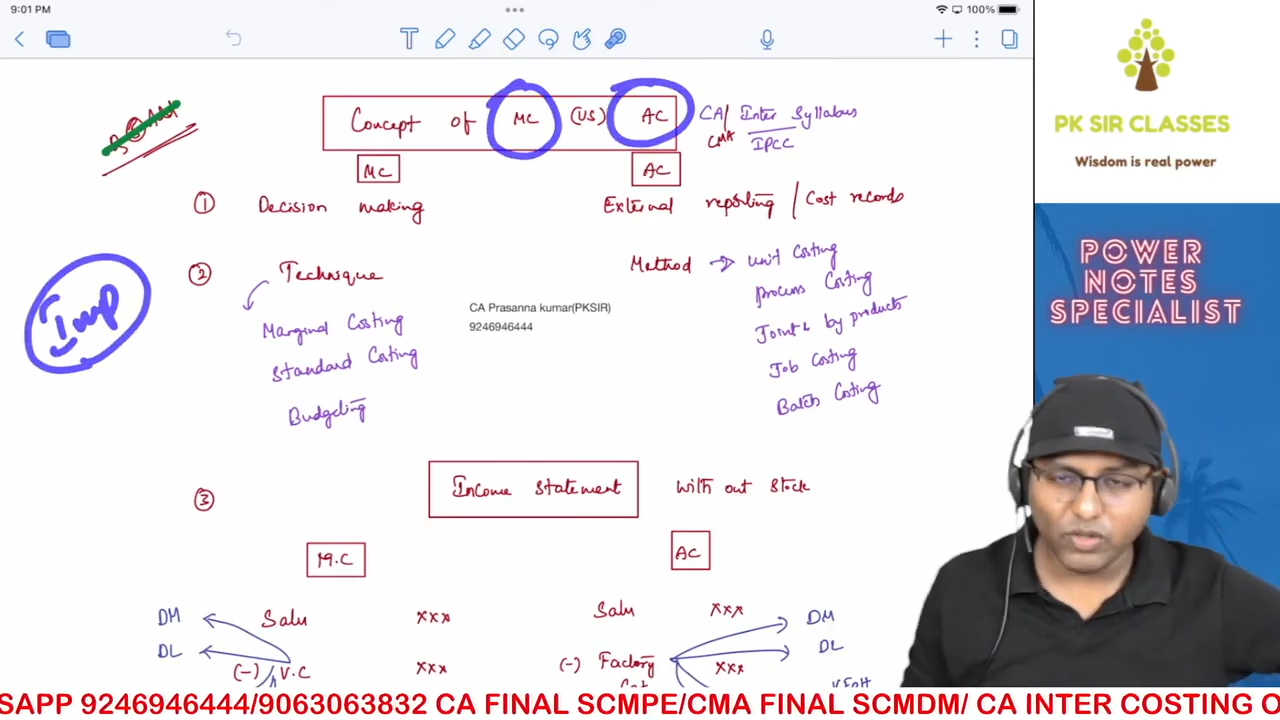 9:01 PM
100%
Concept of MC (VS) AC
CA/ Inter Syllabus
CMA IPCC
MC AC
① Decision making External reporting / Cost records
② Technique Method → Unit Costing
Process Costing
Marginal Costing Joint & by products
Standard Costing Job Costing
Budgeting Batch Costing
Imp
CA Prasanna kumar(PKSIR)
9246946444
③ Income Statement With out Stock
M.C AC
DM Sales xxx Sales xxx DM
DL (-) V.C xxx (-) Factory xxx DL
PK SIR CLASSES
Wisdom is real power
POWER
NOTES
SPECIALIST
SAPP 9246946444/9063063832 CA FINAL SCMPE/CMA FINAL SCMDM/ CA INTER COSTING O